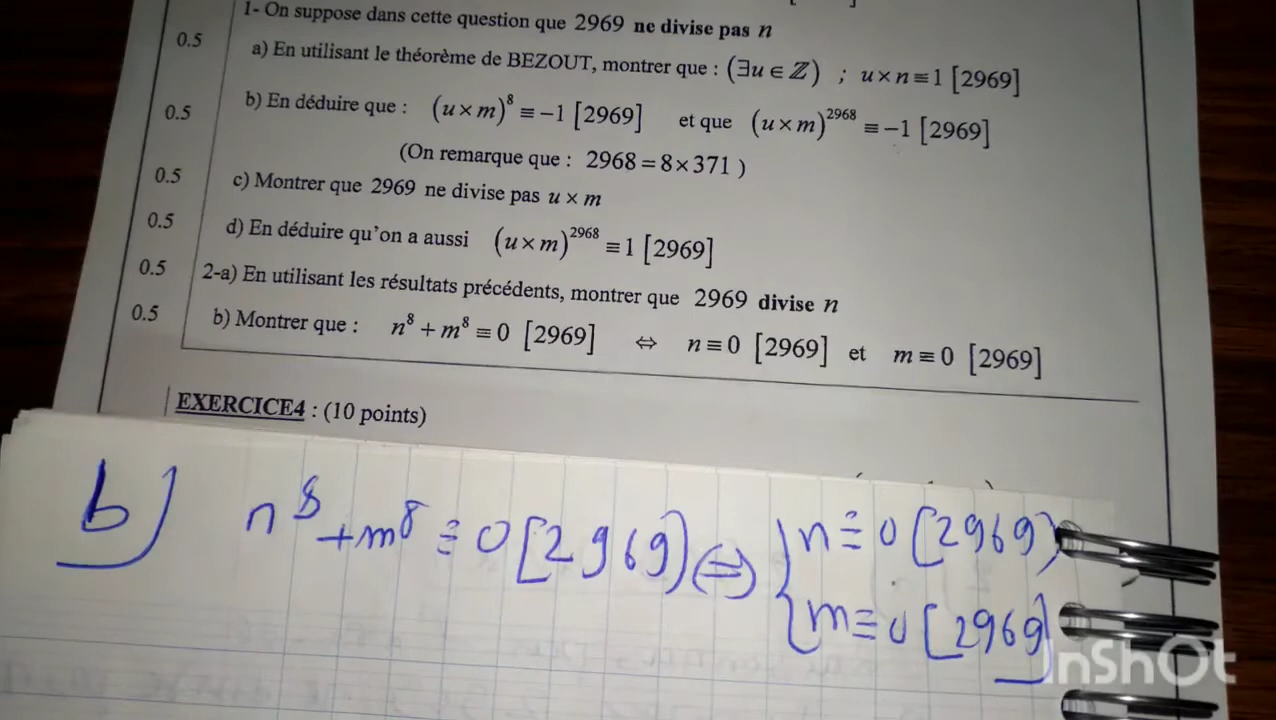 1- On suppose dans cette question que 2969 ne divise pas n
0.5 a) En utilisant le théorème de BEZOUT, montrer que : (∃u ∈ ℤ) ; u × n ≡ 1 [2969]
0.5 b) En déduire que : (u × m)⁸ ≡ −1 [2969] et que (u × m)²⁹⁶⁸ ≡ −1 [2969]
(On remarque que : 2968 = 8 × 371 )
0.5 c) Montrer que 2969 ne divise pas u × m
0.5 d) En déduire qu'on a aussi (u × m)²⁹⁶⁸ ≡ 1 [2969]
0.5 2-a) En utilisant les résultats précédents, montrer que 2969 divise n
0.5 b) Montrer que : n⁸ + m⁸ ≡ 0 [2969] ⇔ n ≡ 0 [2969] et m ≡ 0 [2969]
EXERCICE4 : (10 points)
b) n⁸ + m⁸ ≡ 0 [2969] ⇔ { n ≡ 0 [2969]
m ≡ 0 [2969]
InShOt